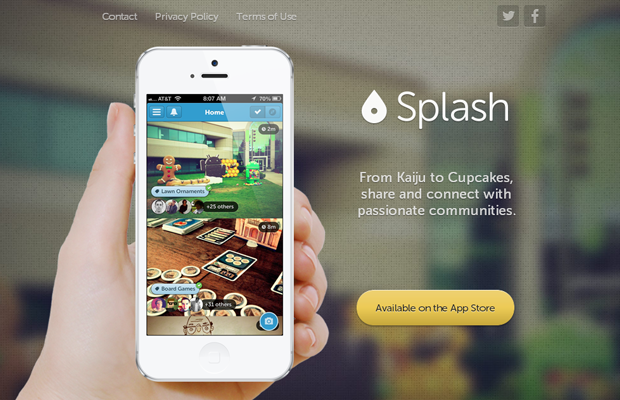 Contact Privacy Policy Terms of Use
AT&T 8:07 AM 70%
Home
2m
Lawn Ornaments
+25 others
8m
Board Games
+31 others
Splash
From Kaiju to Cupcakes,
share and connect with
passionate communities.
Available on the App Store